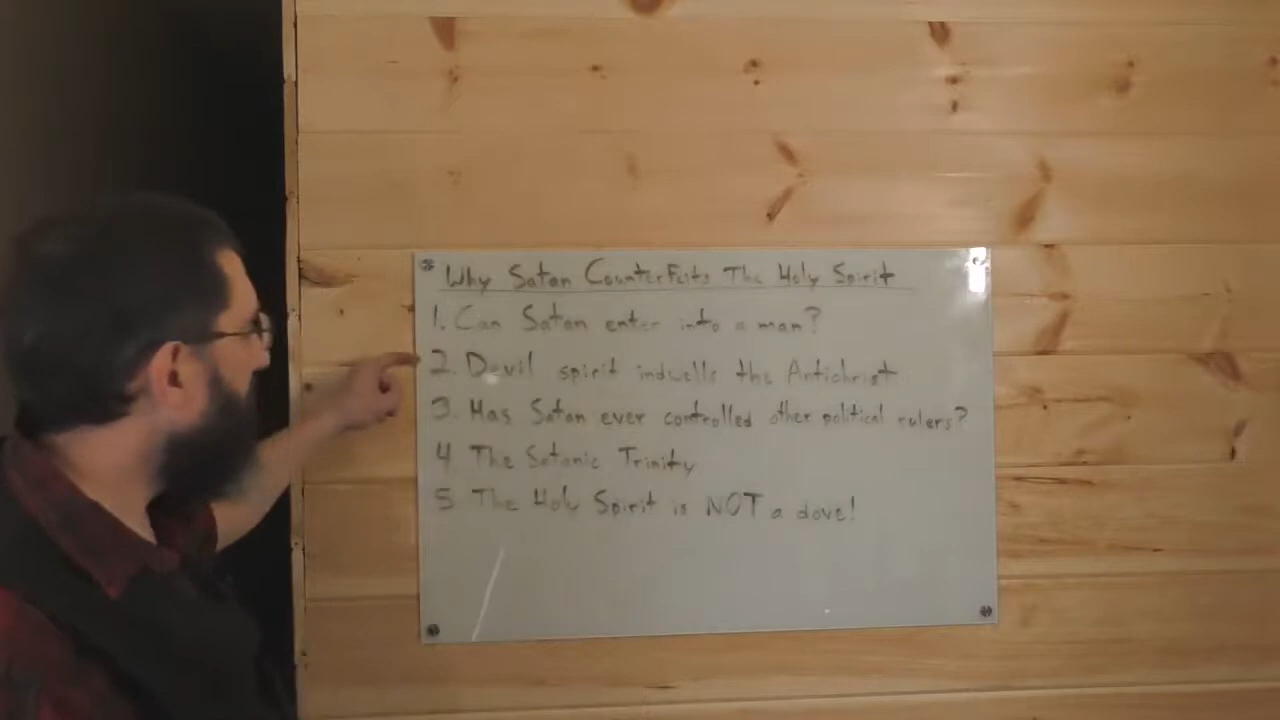 Why Satan Counterfeits The Holy Spirit
1. Can Satan enter into a man?
2. Devil spirit indwells the Antichrist
3. Has Satan ever controlled other political rulers?
4 The Satanic Trinity
5 The Holy Spirit is NOT a dove!